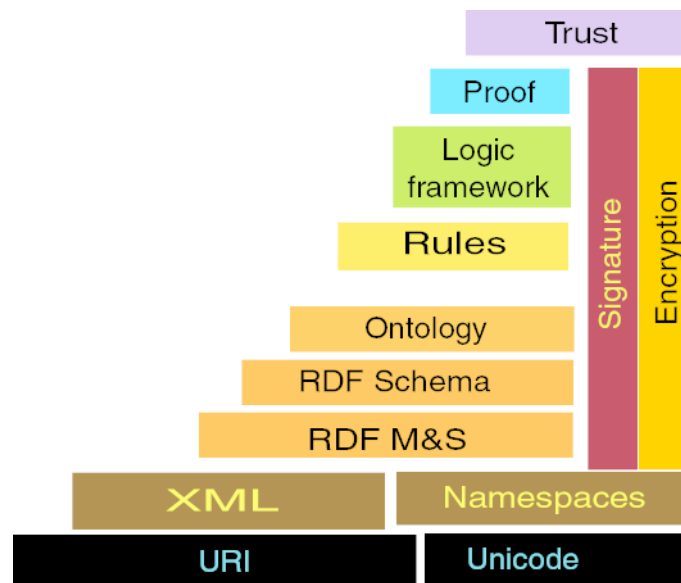 Trust
Proof
Logic
framework
Rules
Ontology
RDF Schema
RDF M&S
Signature
Encryption
XML
Namespaces
URI
Unicode